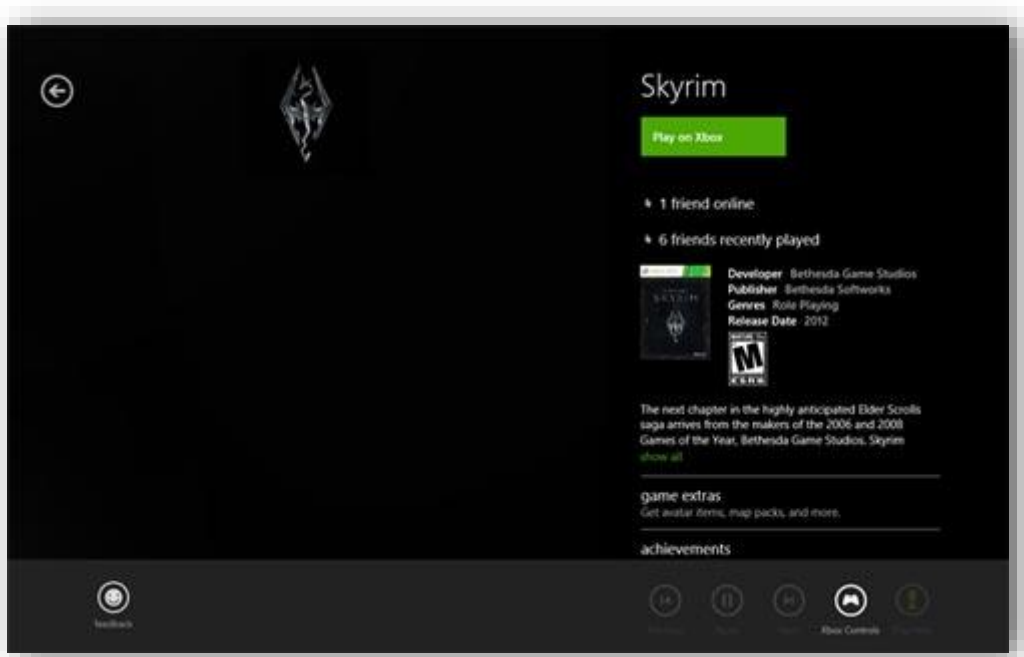 Skyrim
Play on Xbox
1 friend online
6 friends recently played
SKYRIM
Developer Bethesda Game Studios
Publisher Bethesda Softworks
Genres Role Playing
Release Date 2012
M
ESRB
The next chapter in the highly anticipated Elder Scrolls
saga arrives from the makers of the 2006 and 2008
Games of the Year, Bethesda Game Studios. Skyrim
show all
game extras
Get avatar items, map packs, and more.
achievements
feedback
Xbox Controls